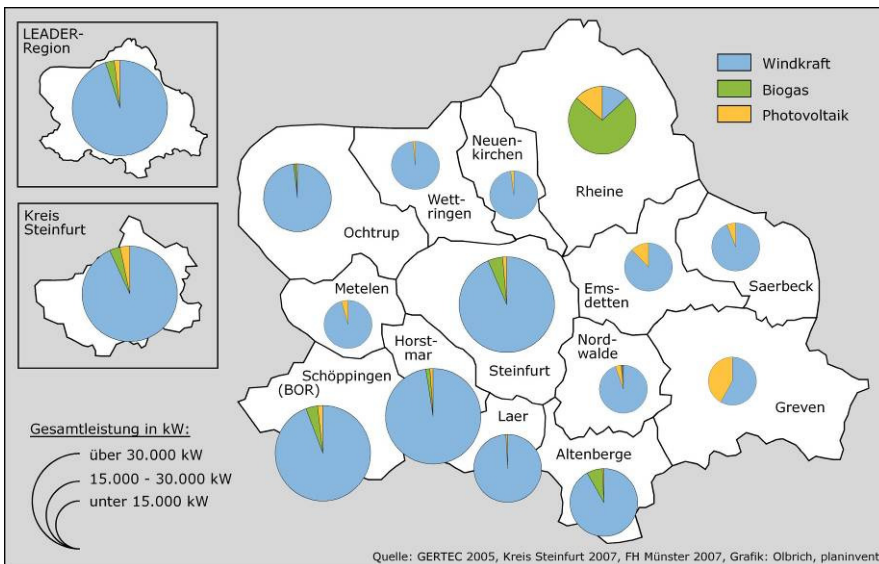 LEADER-
Region
Kreis
Steinfurt
Windkraft
Biogas
Photovoltaik
Neuen-
kirchen
Rheine
Wett-
ringen
Ochtrup
Ems-
detten
Saerbeck
Metelen
Horst-
mar
Nord-
walde
Steinfurt
Schöppingen
(BOR)
Greven
Laer
Altenberge
Gesamtleistung in kW:
über 30.000 kW
15.000 - 30.000 kW
unter 15.000 kW
Quelle: GERTEC 2005, Kreis Steinfurt 2007, FH Münster 2007, Grafik: Olbrich, planinvent